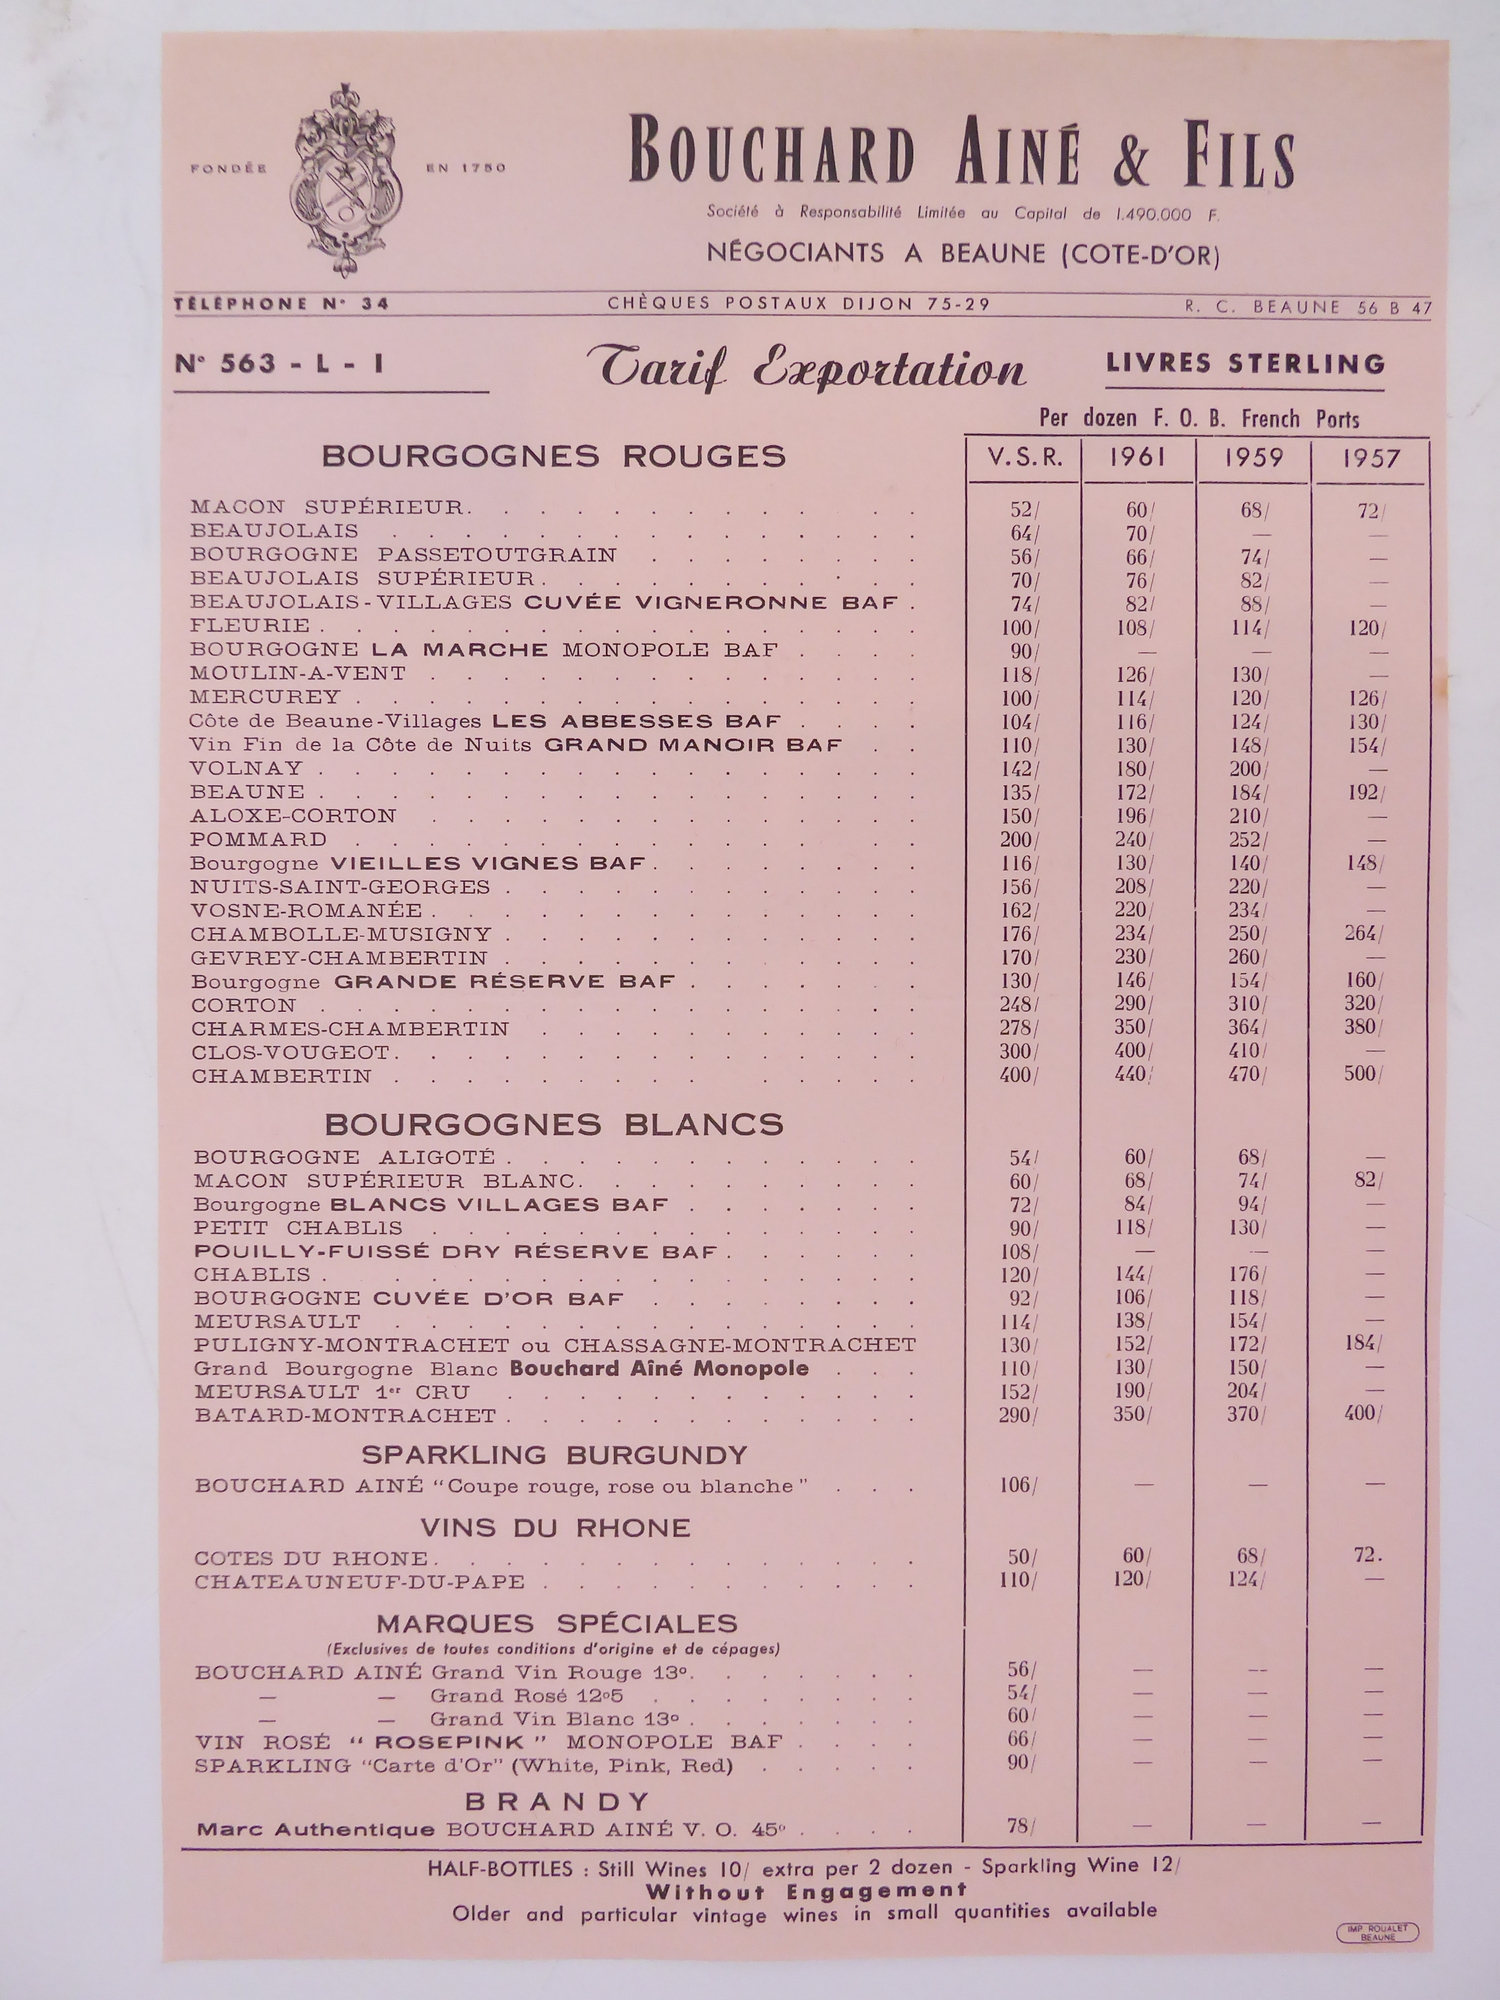 FONDÉE EN 1750
BOUCHARD AINÉ & FILS
Société à Responsabilité Limitée au Capital de 1.490.000 F.
NÉGOCIANTS A BEAUNE (COTE-D'OR)
TÉLÉPHONE N° 34 CHÈQUES POSTAUX DIJON 75-29 R. C. BEAUNE 56 B 47
N° 563 - L - I Tarif Exportation LIVRES STERLING
Per dozen F. O. B. French Ports
BOURGOGNES ROUGES V.S.R. 1961 1959 1957
MACON SUPÉRIEUR. 52/ 60/ 68/ 72/
BEAUJOLAIS 64/ 70/ — —
BOURGOGNE PASSETOUTGRAIN 56/ 66/ 74/ —
BEAUJOLAIS SUPÉRIEUR. 70/ 76/ 82/ —
BEAUJOLAIS-VILLAGES CUVÉE VIGNERONNE BAF . 74/ 82/ 88/ —
FLEURIE . 100/ 108/ 114/ 120/
BOURGOGNE LA MARCHE MONOPOLE BAF . 90/ — — —
MOULIN-A-VENT . 118/ 126/ 130/ —
MERCUREY . 100/ 114/ 120/ 126/
Côte de Beaune-Villages LES ABBESSES BAF . 104/ 116/ 124/ 130/
Vin Fin de la Côte de Nuits GRAND MANOIR BAF . 110/ 130/ 148/ 154/
VOLNAY . 142/ 180/ 200/ —
BEAUNE . 135/ 172/ 184/ 192/
ALOXE-CORTON . 150/ 196/ 210/ —
POMMARD . 200/ 240/ 252/ —
Bourgogne VIEILLES VIGNES BAF . 116/ 130/ 140/ 148/
NUITS-SAINT-GEORGES . 156/ 208/ 220/ —
VOSNE-ROMANÉE . 162/ 220/ 234/ —
CHAMBOLLE-MUSIGNY . 176/ 234/ 250/ 264/
GEVREY-CHAMBERTIN . 170/ 230/ 260/ —
Bourgogne GRANDE RÉSERVE BAF . 130/ 146/ 154/ 160/
CORTON . 248/ 290/ 310/ 320/
CHARMES-CHAMBERTIN . 278/ 350/ 364/ 380/
CLOS-VOUGEOT. 300/ 400/ 410/ —
CHAMBERTIN . 400/ 440/ 470/ 500/
BOURGOGNES BLANCS
BOURGOGNE ALIGOTÉ . 54/ 60/ 68/ —
MACON SUPÉRIEUR BLANC. 60/ 68/ 74/ 82/
Bourgogne BLANCS VILLAGES BAF . 72/ 84/ 94/ —
PETIT CHABLIS . 90/ 118/ 130/ —
POUILLY-FUISSÉ DRY RÉSERVE BAF . 108/ — — —
CHABLIS . 120/ 144/ 176/ —
BOURGOGNE CUVÉE D'OR BAF . 92/ 106/ 118/ —
MEURSAULT . 114/ 138/ 154/ —
PULIGNY-MONTRACHET ou CHASSAGNE-MONTRACHET 130/ 152/ 172/ 184/
Grand Bourgogne Blanc Bouchard Aîné Monopole . 110/ 130/ 150/ —
MEURSAULT 1er CRU . 152/ 190/ 204/ —
BATARD-MONTRACHET . 290/ 350/ 370/ 400/
SPARKLING BURGUNDY
BOUCHARD AINÉ "Coupe rouge, rose ou blanche" . 106/ — — —
VINS DU RHONE
COTES DU RHONE . 50/ 60/ 68/ 72.
CHATEAUNEUF-DU-PAPE . 110/ 120/ 124/ —
MARQUES SPÉCIALES
(Exclusives de toutes conditions d'origine et de cépages)
BOUCHARD AINÉ Grand Vin Rouge 13º. 56/ — — —
— — Grand Rosé 12º5 . 54/ — — —
— — Grand Vin Blanc 13º . 60/ — — —
VIN ROSÉ "ROSEPINK" MONOPOLE BAF . 66/ — — —
SPARKLING "Carte d'Or" (White, Pink, Red) . 90/ — — —
BRANDY
Marc Authentique BOUCHARD AINÉ V. O. 45º . 78/ — — —
HALF-BOTTLES : Still Wines 10/ extra per 2 dozen - Sparkling Wine 12/
Without Engagement
Older and particular vintage wines in small quantities available
IMP. ROUALET
BEAUNE